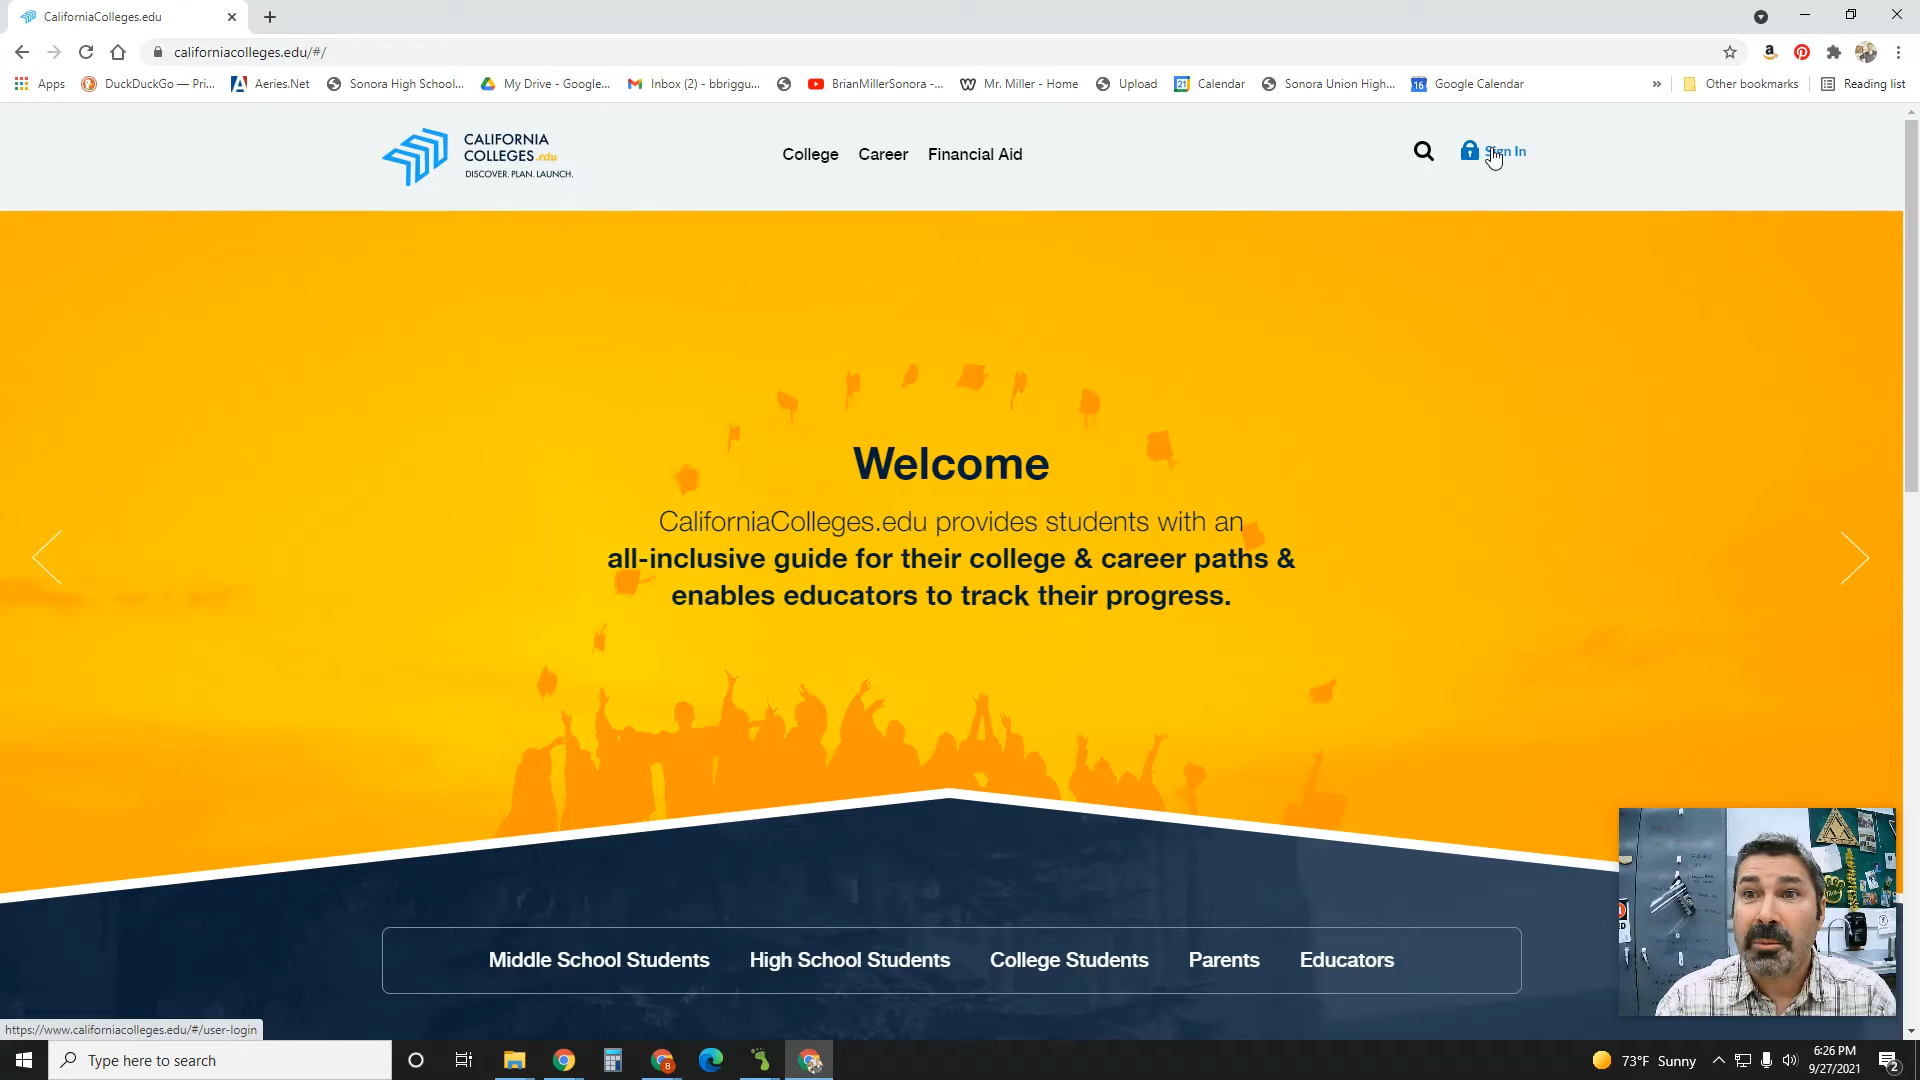 CaliforniaColleges.edu
californiacolleges.edu/#/
Apps
DuckDuckGo — Pri...
Aeries.Net
Sonora High School...
My Drive - Google...
Inbox (2) - bbriggu...
BrianMillerSonora -...
Mr. Miller - Home
Upload
21
Calendar
Sonora Union High...
16
Google Calendar
»
Other bookmarks
Reading list
CALIFORNIA
COLLEGES.edu
DISCOVER. PLAN. LAUNCH.
College
Career
Financial Aid
Sign In
Welcome
CaliforniaColleges.edu provides students with an
all-inclusive guide for their college & career paths &
enables educators to track their progress.
Middle School Students
High School Students
College Students
Parents
Educators
https://www.californiacolleges.edu/#/user-login
Type here to search
B
73°F Sunny
6:26 PM
9/27/2021
2